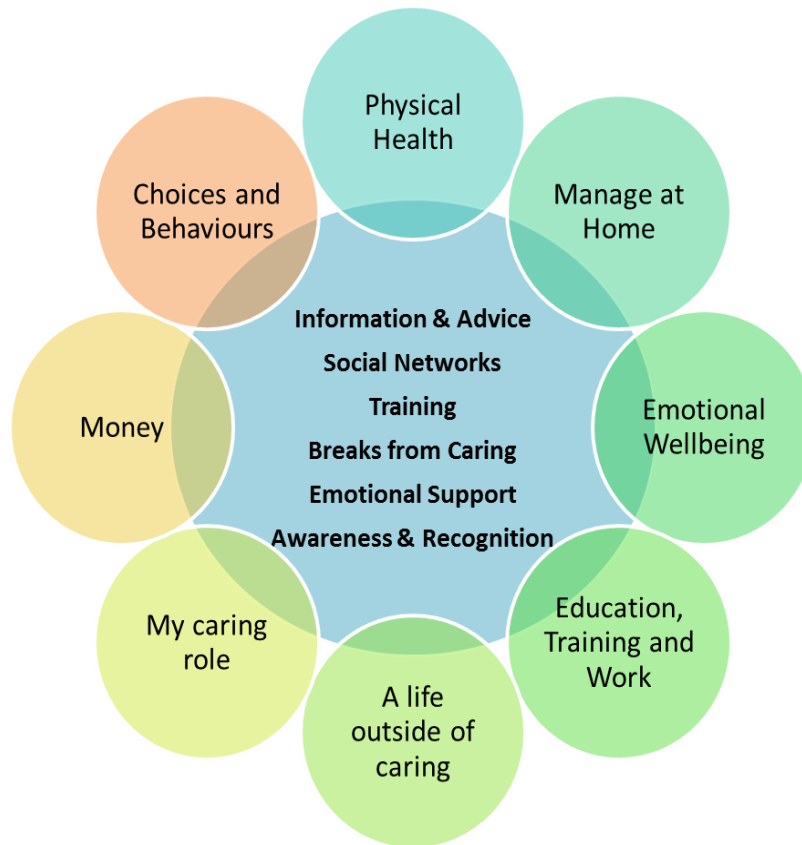 Physical
Health
Manage at
Home
Emotional
Wellbeing
Education,
Training and
Work
A life
outside of
caring
My caring
role
Money
Choices and
Behaviours
Information & Advice
Social Networks
Training
Breaks from Caring
Emotional Support
Awareness & Recognition